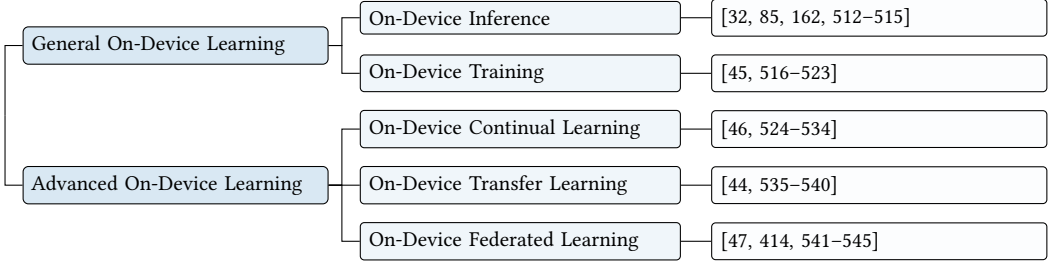 General On-Device Learning
On-Device Inference
[32, 85, 162, 512–515]
On-Device Training
[45, 516–523]
Advanced On-Device Learning
On-Device Continual Learning
[46, 524–534]
On-Device Transfer Learning
[44, 535–540]
On-Device Federated Learning
[47, 414, 541–545]